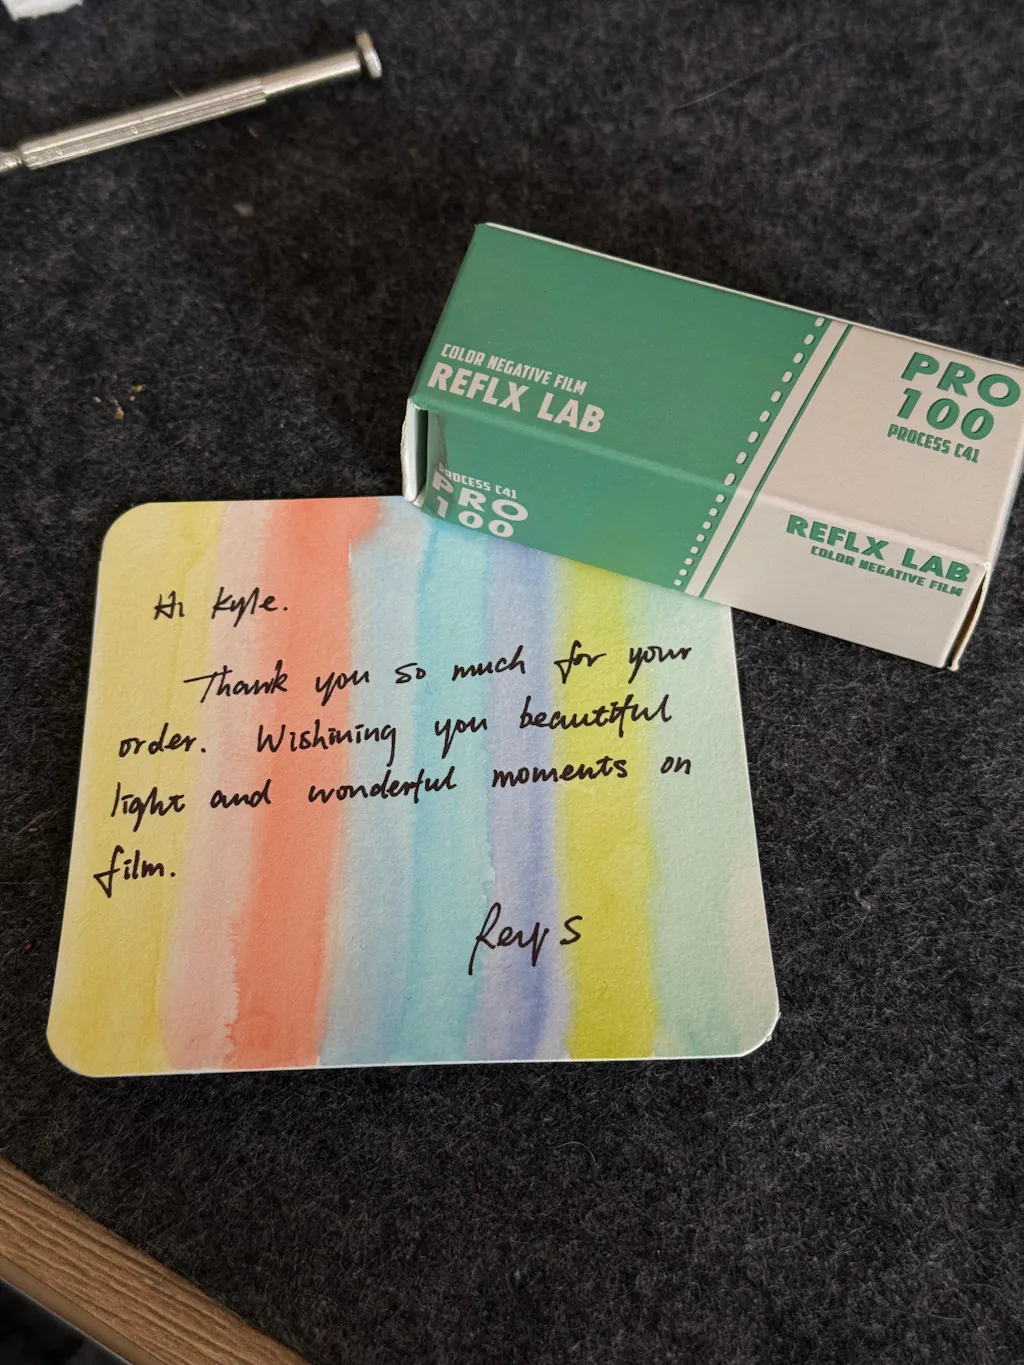 COLOR NEGATIVE FILM
REFLX LAB
PRO
100
PROCESS C41
PROCESS C41
PRO
100
REFLX LAB
COLOR NEGATIVE FILM
Hi Kyle.
Thank you so much for your
order. Wishining you beautiful
light and wonderful moments on
film.